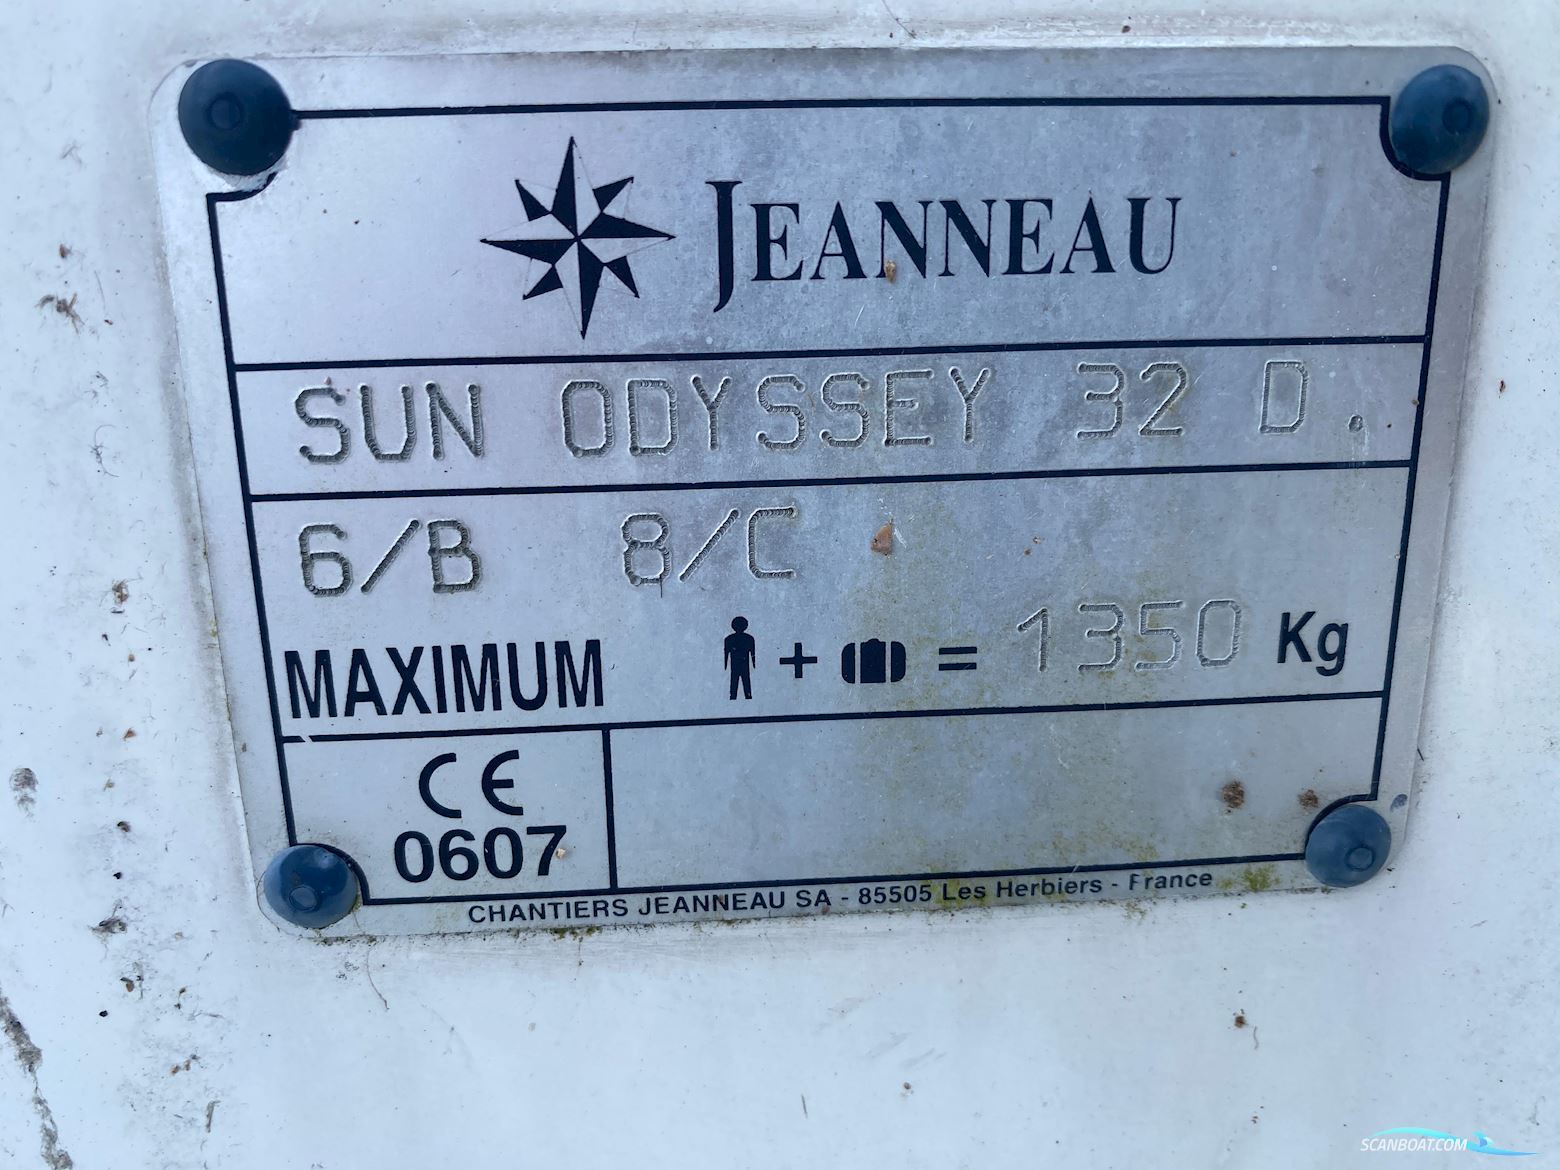 JEANNEAU
SUN ODYSSEY 32 D.
6/B 8/C
MAXIMUM + = 1350 Kg
CE
0607
CHANTIERS JEANNEAU SA - 85505 Les Herbiers - France
SCANBOAT.COM